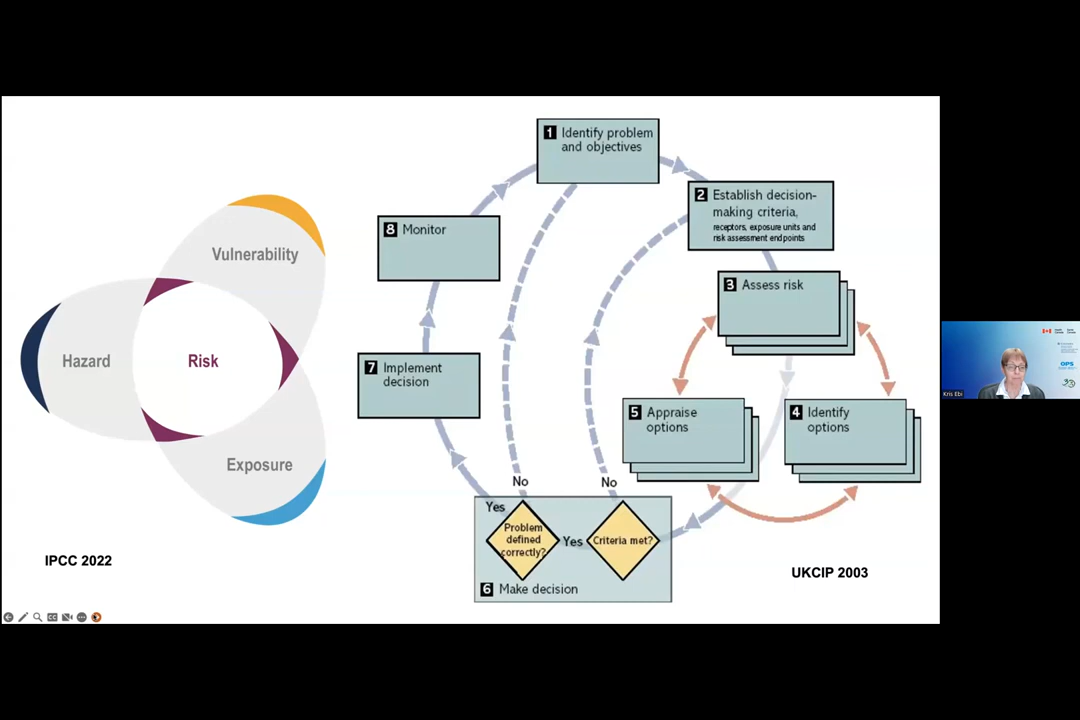 Vulnerability
Hazard
Risk
Exposure
IPCC 2022
1 Identify problem
and objectives
2 Establish decision-
making criteria,
receptors, exposure units and
risk assessment endpoints
3 Assess risk
4 Identify
options
5 Appraise
options
No
No
Yes
Problem
defined
correctly?
Yes
Criteria met?
6 Make decision
7 Implement
decision
8 Monitor
UKCIP 2003
Kris Ebi
OPS